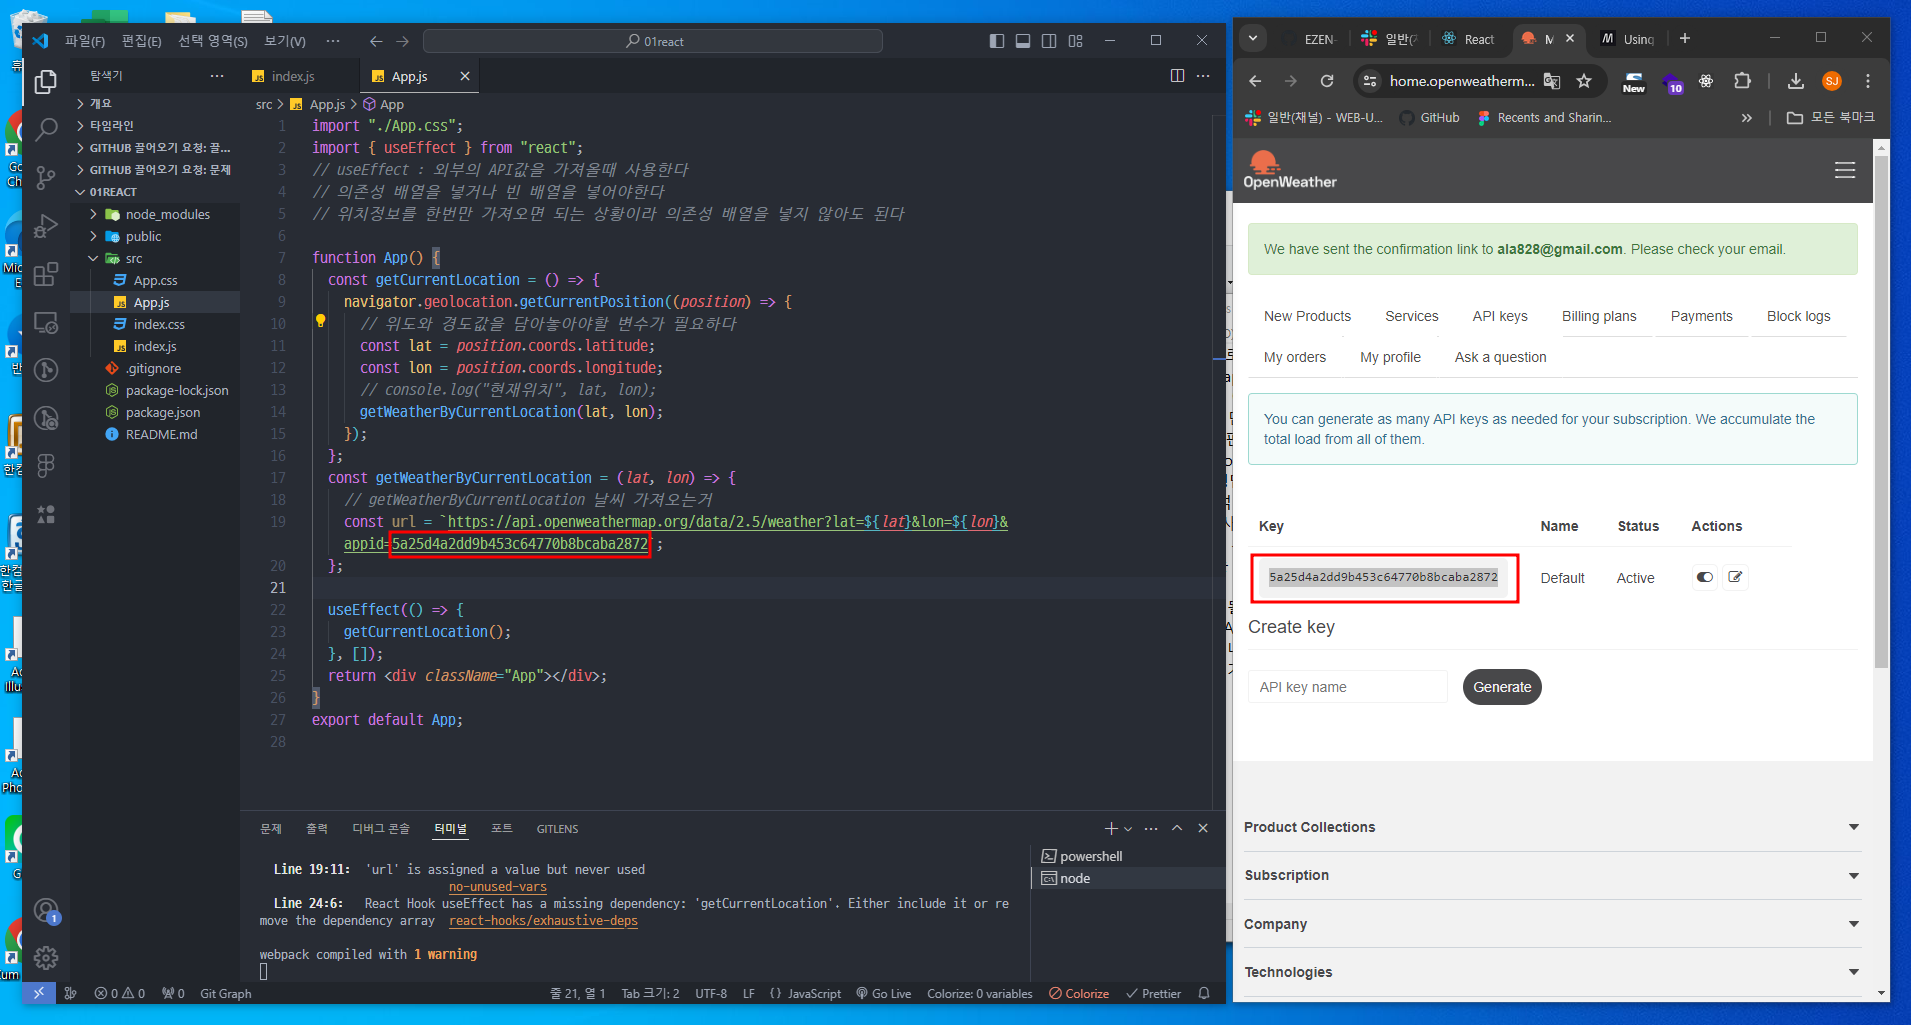 파일(F) 편집(E) 선택 영역(S) 보기(V) ··· 01react
탐색기 ···
개요
타임라인
GITHUB 끌어오기 요청: 끌...
GITHUB 끌어오기 요청: 문제
01REACT
node_modules
public
src
App.css
App.js
index.css
index.js
.gitignore
package-lock.json
package.json
README.md
index.js App.js
src > App.js > App
1 import "./App.css";
2 import { useEffect } from "react";
3 // useEffect : 외부의 API값을 가져올때 사용한다
4 // 의존성 배열을 넣거나 빈 배열을 넣어야한다
5 // 위치정보를 한번만 가져오면 되는 상황이라 의존성 배열을 넣지 않아도 된다
6
7 function App() {
8 const getCurrentLocation = () => {
9 navigator.geolocation.getCurrentPosition((position) => {
10 // 위도와 경도값을 담아놓아야할 변수가 필요하다
11 const lat = position.coords.latitude;
12 const lon = position.coords.longitude;
13 // console.log("현재위치", lat, lon);
14 getWeatherByCurrentLocation(lat, lon);
15 });
16 };
17 const getWeatherByCurrentLocation = (lat, lon) => {
18 // getWeatherByCurrentLocation 날씨 가져오는거
19 const url = `https://api.openweathermap.org/data/2.5/weather?lat=${lat}&lon=${lon}&
appid=5a25d4a2dd9b453c64770b8bcaba2872`;
20 };
21
22 useEffect(() => {
23 getCurrentLocation();
24 }, []);
25 return <div className="App"></div>;
26 }
27 export default App;
28
문제 출력 디버그 콘솔 터미널 포트 GITLENS
Line 19:11: 'url' is assigned a value but never used
no-unused-vars
Line 24:6: React Hook useEffect has a missing dependency: 'getCurrentLocation'. Either include it or re
move the dependency array react-hooks/exhaustive-deps
webpack compiled with 1 warning
powershell
node
1
0 0 0 Git Graph 줄 21, 열 1 Tab 크기: 2 UTF-8 LF {} JavaScript Go Live Colorize: 0 variables Colorize Prettier
EZEN- 일반(채 React M Using
home.openweatherm... New 10 SJ
일반(채널) - WEB-U... GitHub Recents and Sharin... » 모든 북마크
OpenWeather
We have sent the confirmation link to ala828@gmail.com. Please check your email.
New Products Services API keys Billing plans Payments Block logs
My orders My profile Ask a question
You can generate as many API keys as needed for your subscription. We accumulate the
total load from all of them.
Key Name Status Actions
5a25d4a2dd9b453c64770b8bcaba2872 Default Active
Create key
API key name Generate
Product Collections
Subscription
Company
Technologies